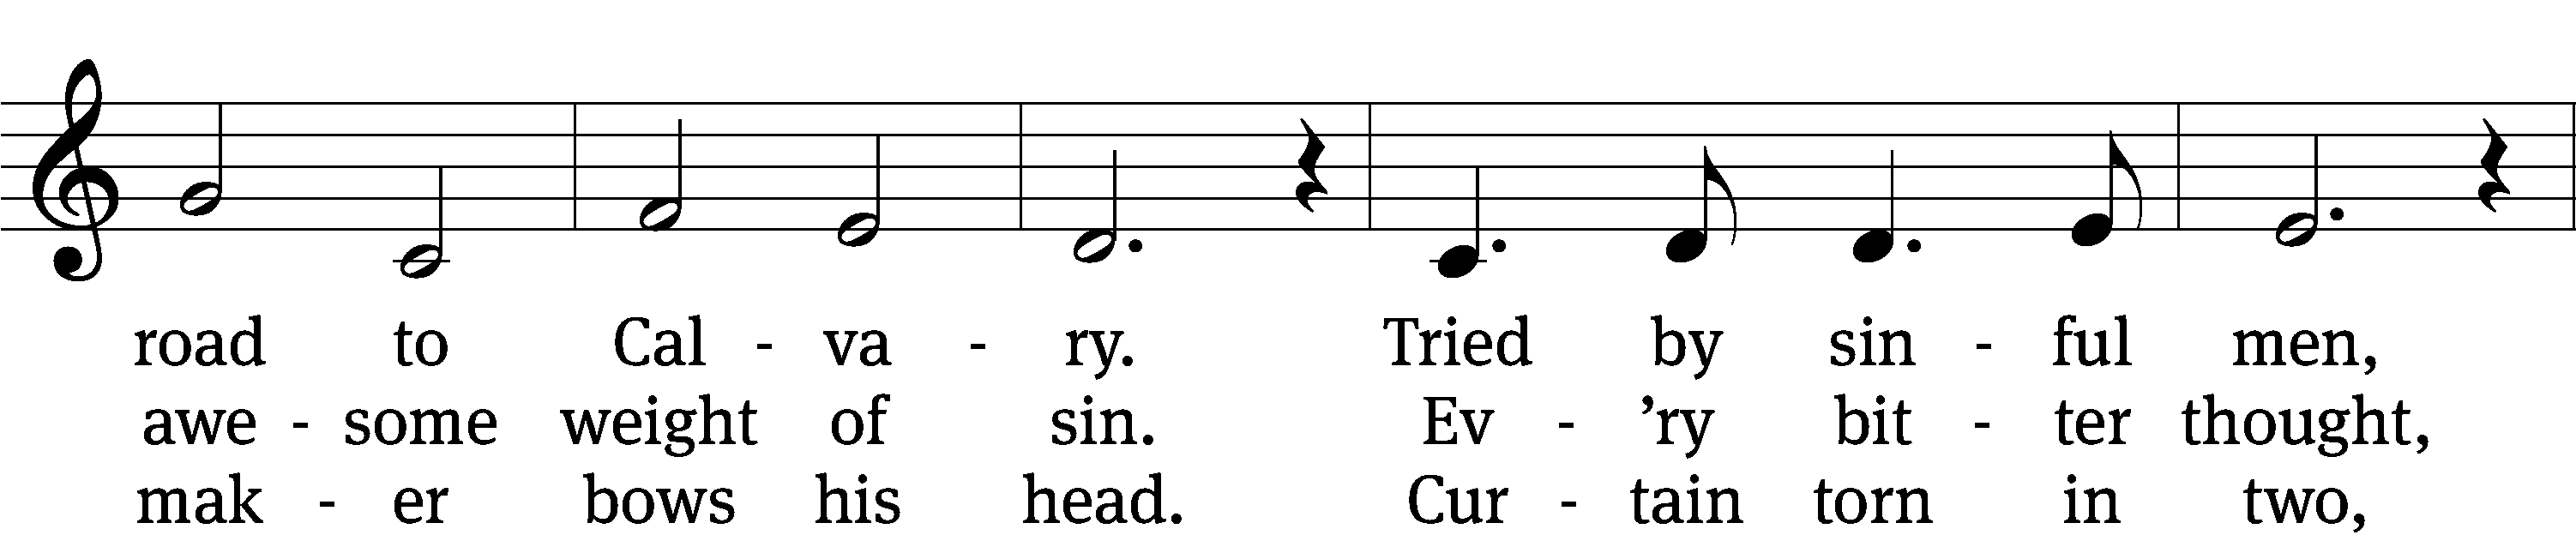 road to Cal - va - ry. Tried by sin - ful men,
awe - some weight of sin. Ev - ’ry bit - ter thought,
mak - er bows his head. Cur - tain torn in two,